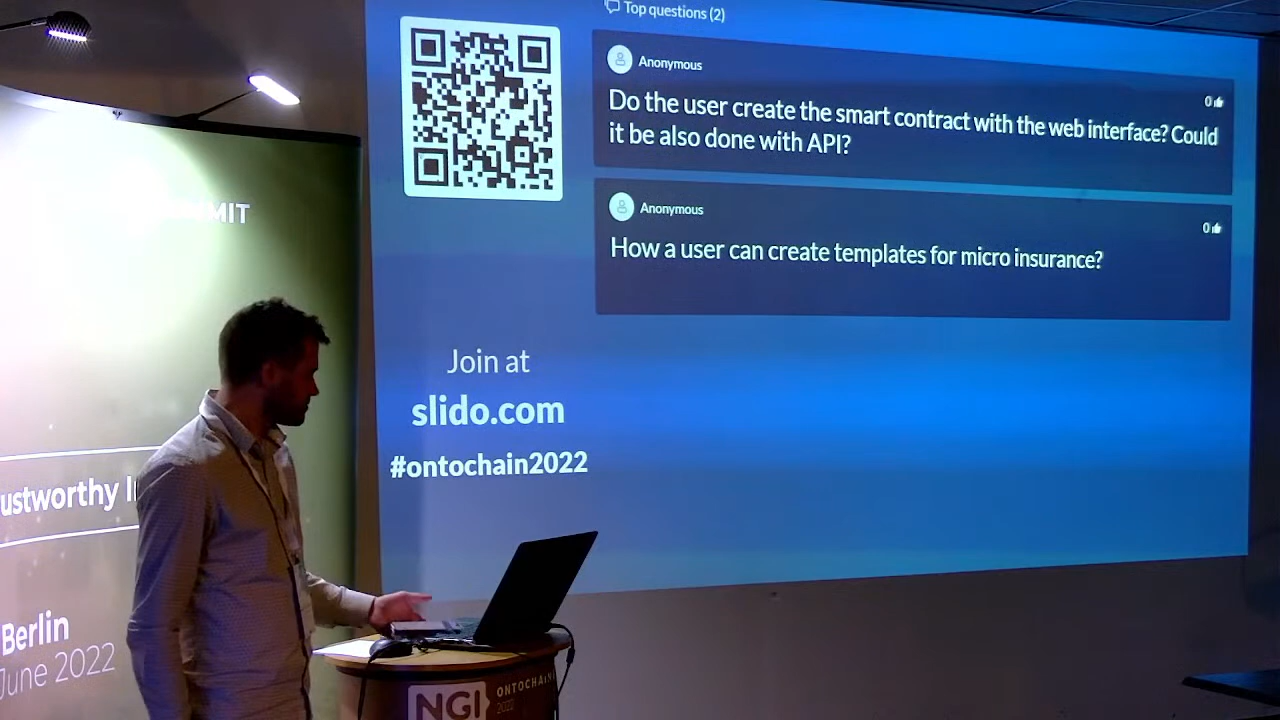 Top questions (2)
Anonymous
0
Do the user create the smart contract with the web interface? Could
it be also done with API?
Anonymous
0
How a user can create templates for micro insurance?
Join at
slido.com
#ontochain2022
Berlin
June 2022
NGI
ONTOCHAIN
2022